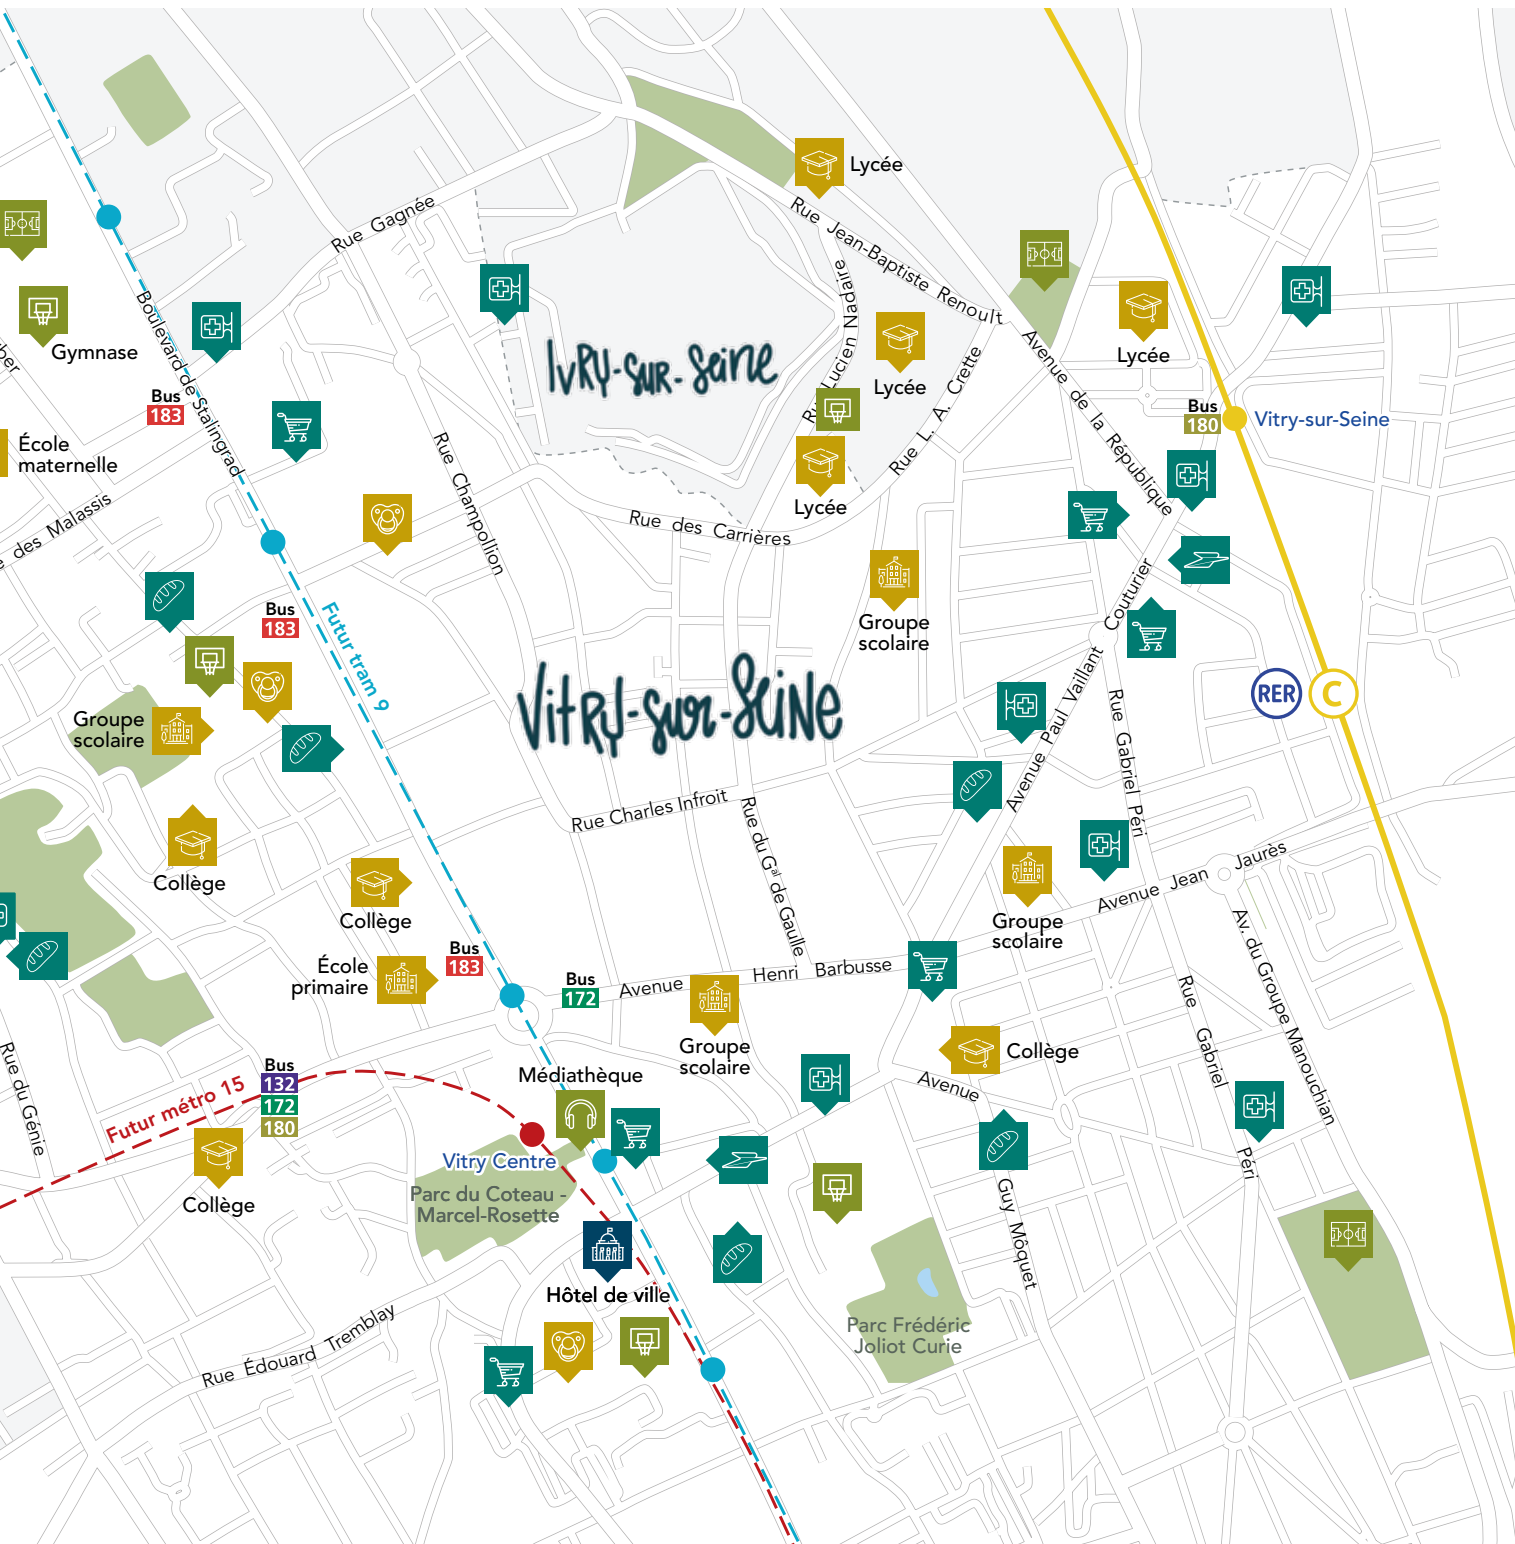 Lycée
Rue Gagnée
Rue Jean-Baptiste Renoult
Boulevard de Stalingrad
Gymnase
Nadaire
Lucien
Lycée
Lycée
Ivry-sur-Seine
Bus
183
Avenue de la République
Rue L. A. Crette
Bus
180
Vitry-sur-Seine
École
maternelle
Rue Champollion
Lycée
des Malassis
Rue des Carrières
Bus
183
Futur tram 9
Groupe
scolaire
Avenue Paul Vaillant Couturier
Vitry-sur-Seine
RER C
Groupe
scolaire
Rue Gabriel Péri
Rue Charles Infroit
Rue du Gal de Gaulle
Collège
Collège
Groupe
scolaire
Avenue Jean Jaurès
Av. du Groupe Manouchian
École
primaire
Bus
183
Bus
172
Avenue Henri Barbusse
Groupe
scolaire
Rue Gabriel Péri
Collège
Rue du Génie
Bus
132
172
180
Futur métro 15
Médiathèque
Avenue Guy Môquet
Vitry Centre
Parc du Coteau -
Marcel-Rosette
Collège
Hôtel de ville
Parc Frédéric
Joliot Curie
Rue Édouard Tremblay